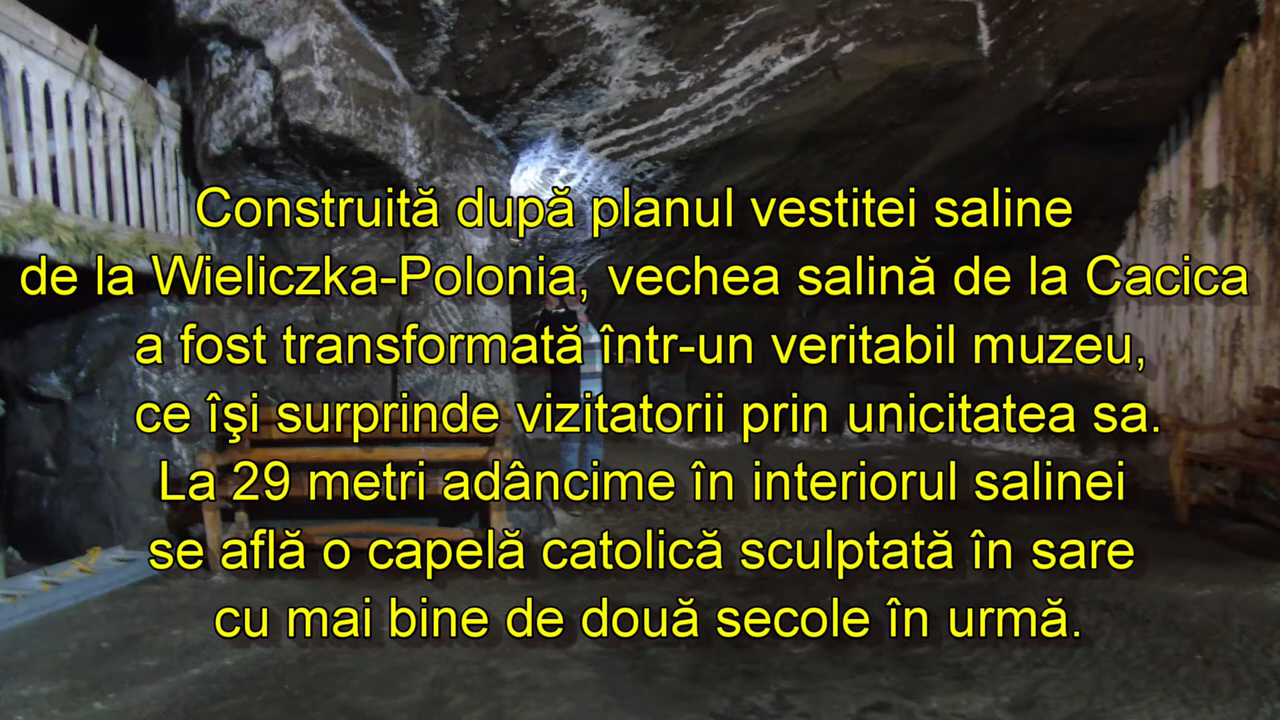 Construită după planul vestitei saline
de la Wieliczka-Polonia, vechea salină de la Cacica
a fost transformată într-un veritabil muzeu,
ce îşi surprinde vizitatorii prin unicitatea sa.
La 29 metri adâncime în interiorul salinei
se află o capelă catolică sculptată în sare
cu mai bine de două secole în urmă.